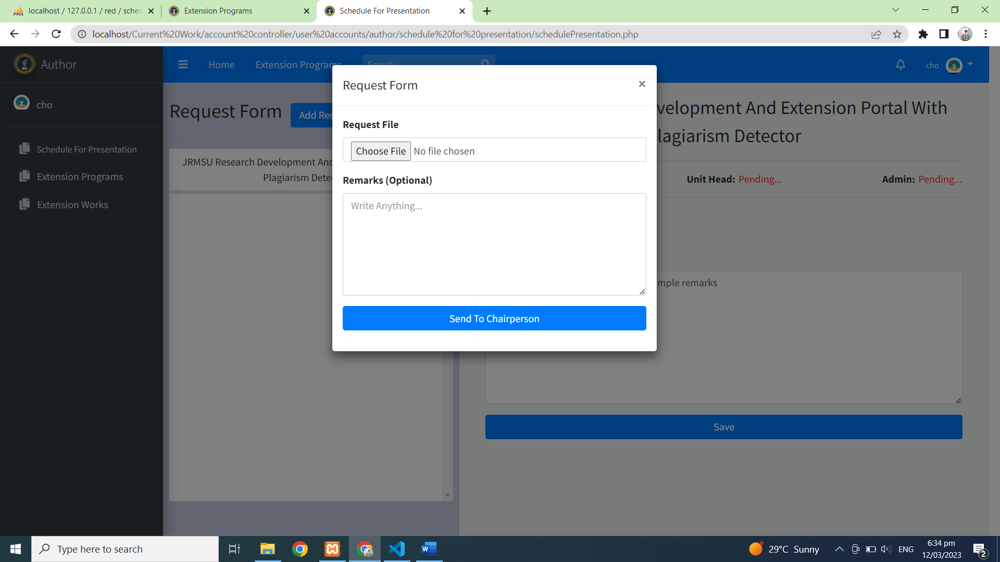 localhost / 127.0.0.1 / red / sched
Extension Programs
Schedule For Presentation
localhost/Current%20Work/account%20controller/user%20accounts/author/schedule%20for%20presentation/schedulePresentation.php
Author
Home
Extension Programs
Search
cho
cho
Schedule For Presentation
Extension Programs
Extension Works
Request Form
Add Rec
JRMSU Research Development And
Plagiarism Dete
Request Form
×
Request File
Choose File No file chosen
Remarks (Optional)
Write Anything...
Send To Chairperson
velopment And Extension Portal With
lagiarism Detector
Unit Head: Pending...
Admin: Pending...
mple remarks
Save
Type here to search
29°C Sunny
ENG
6:34 pm
12/03/2023
2